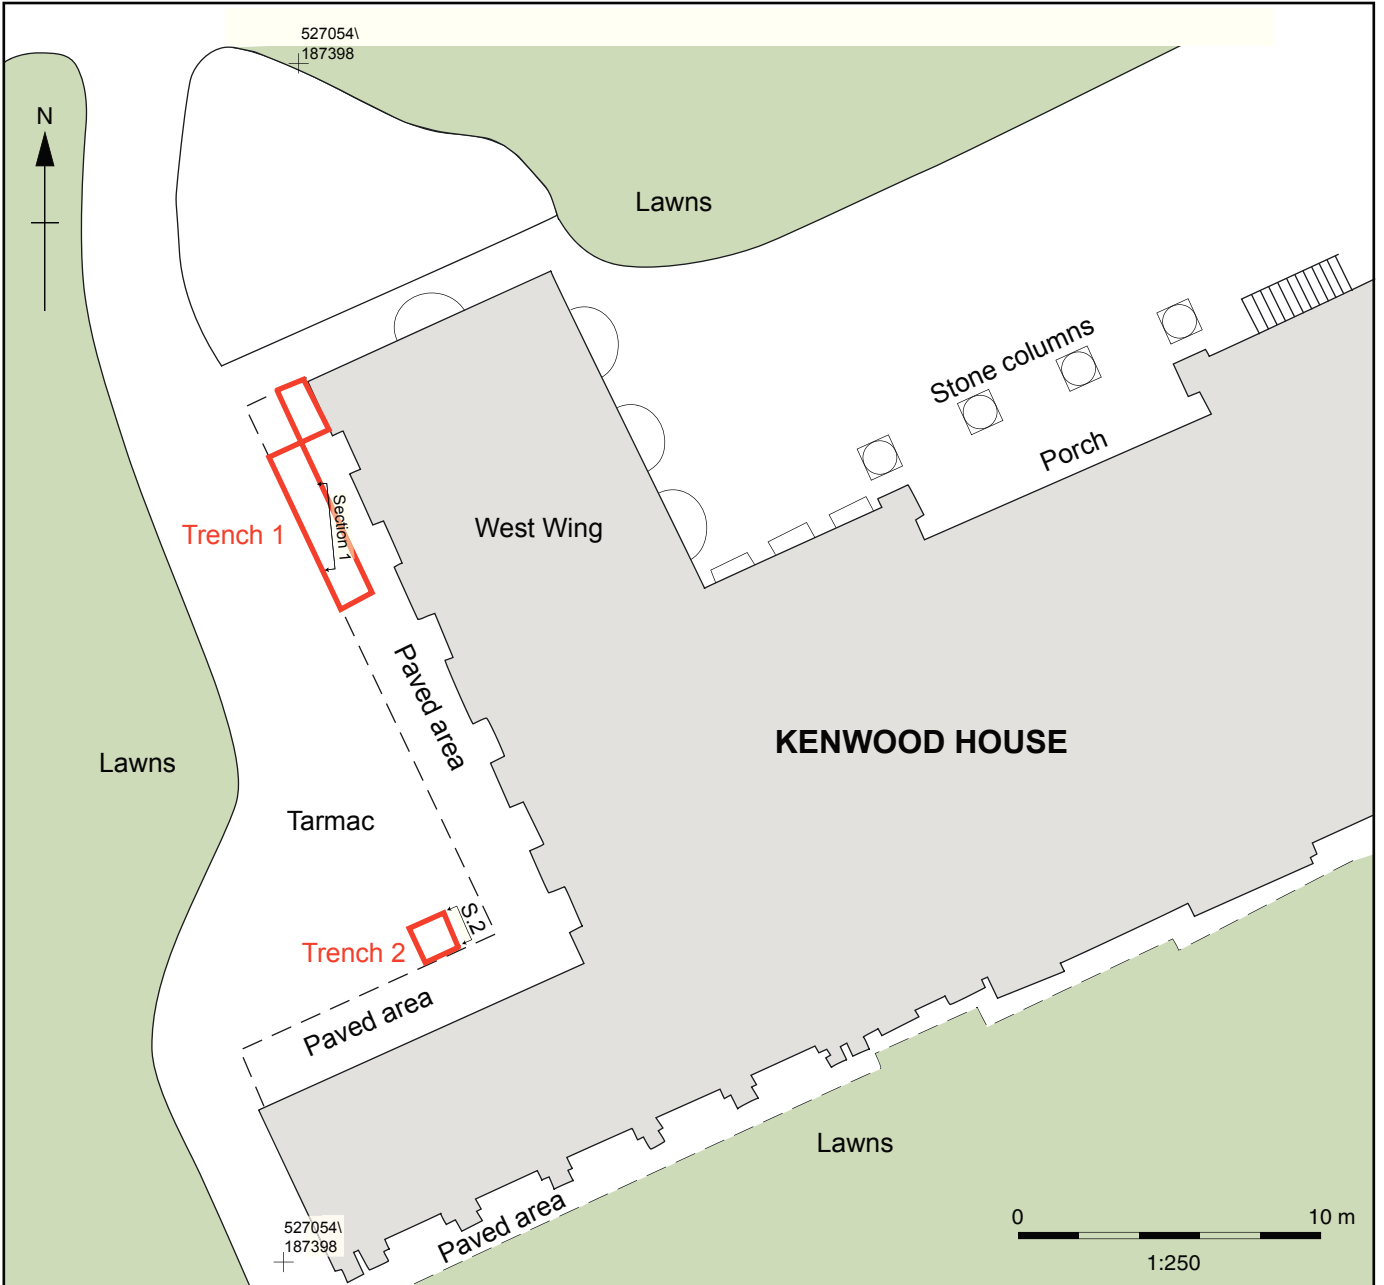 527054\
187398
N
Lawns
Stone columns
Porch
Trench 1
Section 1
West Wing
Paved area
KENWOOD HOUSE
Lawns
Tarmac
S.2
Trench 2
Paved area
Lawns
Paved area
527054\
187398
0 10 m
1:250